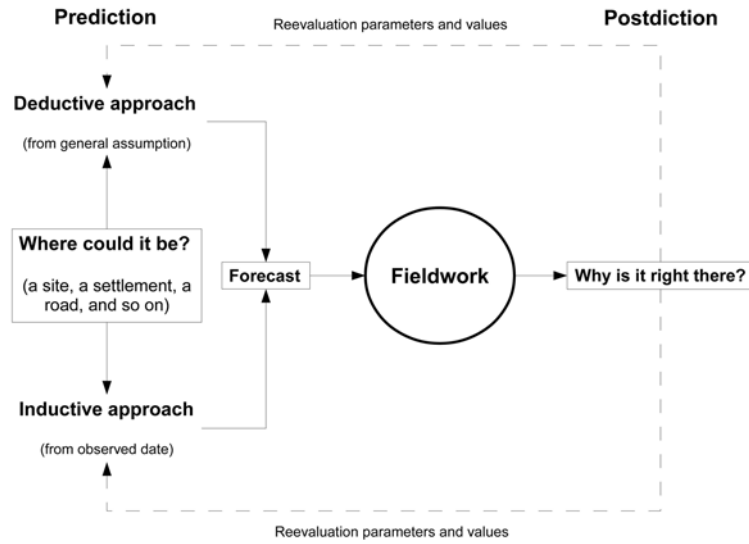 Prediction
Reevaluation parameters and values
Postdiction
Deductive approach
(from general assumption)
Where could it be?
(a site, a settlement, a
road, and so on)
Forecast
Fieldwork
Why is it right there?
Inductive approach
(from observed date)
Reevaluation parameters and values